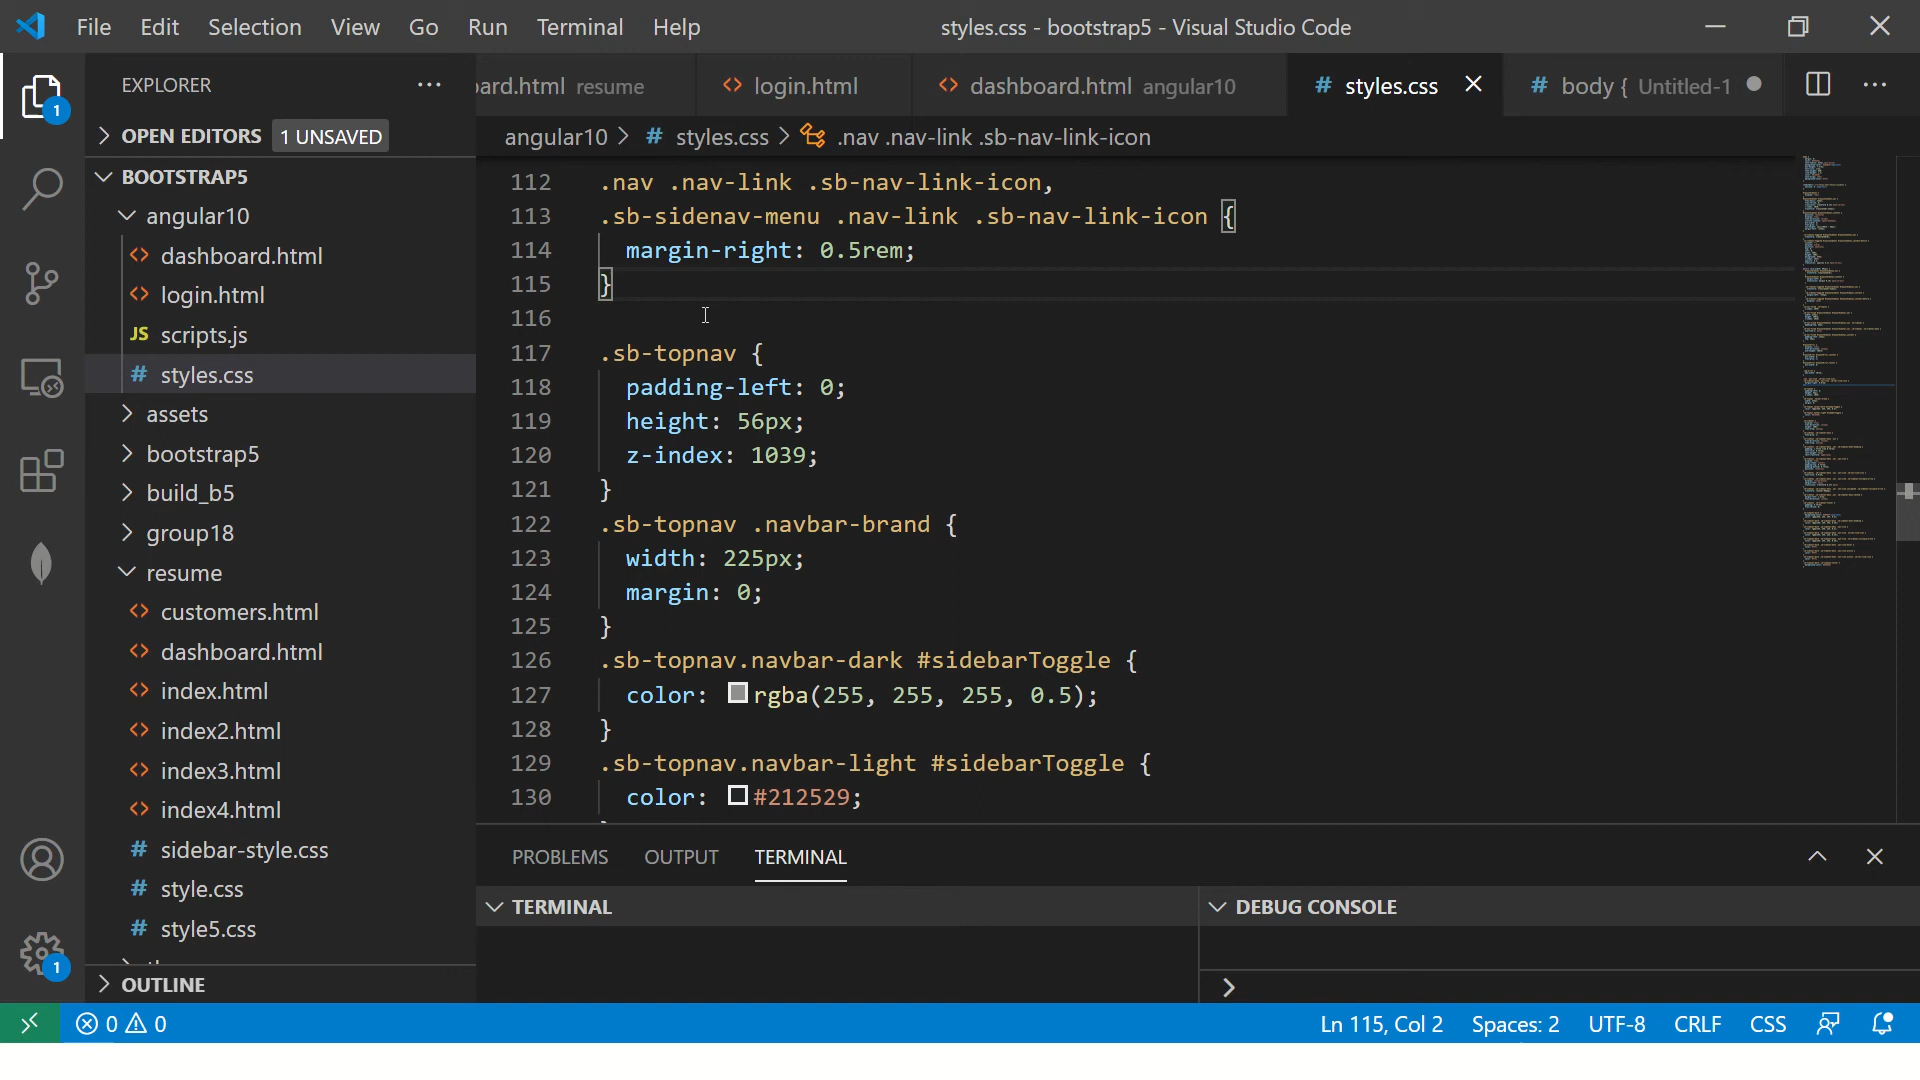 File Edit Selection View Go Run Terminal Help styles.css - bootstrap5 - Visual Studio Code
EXPLORER
ard.html resume login.html dashboard.html angular10 # styles.css # body { Untitled-1
OPEN EDITORS 1 UNSAVED
angular10 > # styles.css > .nav .nav-link .sb-nav-link-icon
BOOTSTRAP5
angular10
dashboard.html
login.html
JS scripts.js
# styles.css
assets
bootstrap5
build_b5
group18
resume
customers.html
dashboard.html
index.html
index2.html
index3.html
index4.html
# sidebar-style.css
# style.css
# style5.css
OUTLINE
112 .nav .nav-link .sb-nav-link-icon,
113 .sb-sidenav-menu .nav-link .sb-nav-link-icon {
114 margin-right: 0.5rem;
115 }
116
117 .sb-topnav {
118 padding-left: 0;
119 height: 56px;
120 z-index: 1039;
121 }
122 .sb-topnav .navbar-brand {
123 width: 225px;
124 margin: 0;
125 }
126 .sb-topnav.navbar-dark #sidebarToggle {
127 color: rgba(255, 255, 255, 0.5);
128 }
129 .sb-topnav.navbar-light #sidebarToggle {
130 color: #212529;
PROBLEMS OUTPUT TERMINAL
TERMINAL DEBUG CONSOLE
1
1
0 0 Ln 115, Col 2 Spaces: 2 UTF-8 CRLF CSS